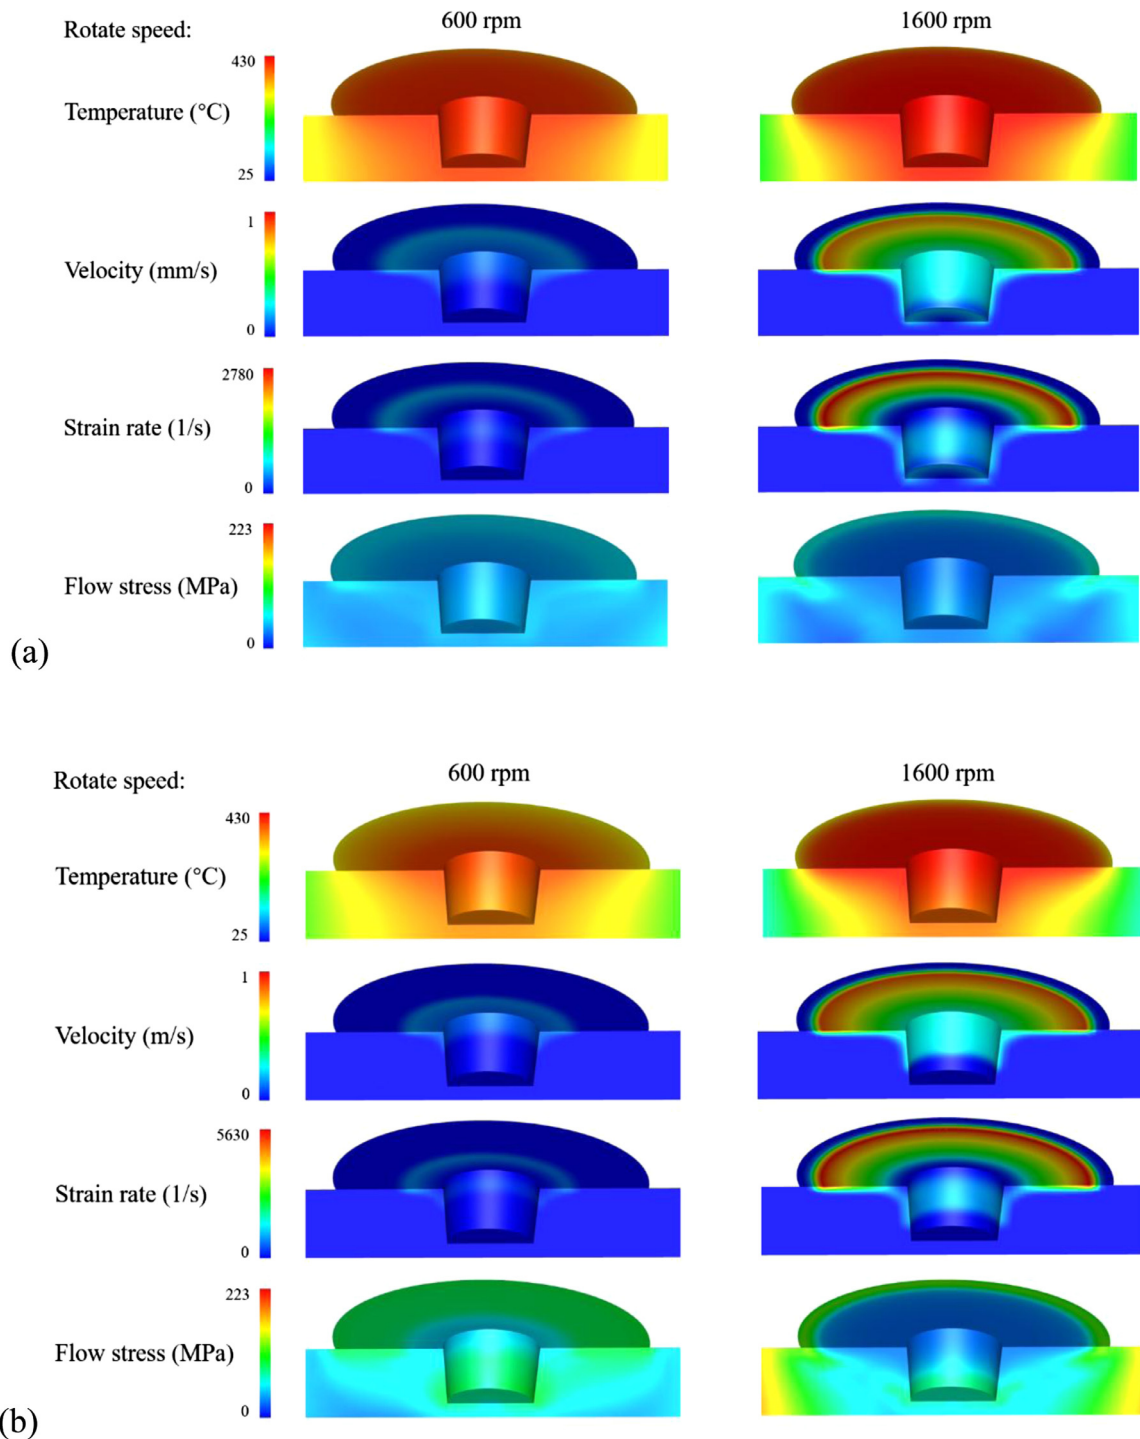 Rotate speed:
600 rpm
1600 rpm
430
Temperature (°C)
25
1
Velocity (mm/s)
0
2780
Strain rate (1/s)
0
223
Flow stress (MPa)
0
(a)
Rotate speed:
600 rpm
1600 rpm
430
Temperature (°C)
25
1
Velocity (m/s)
0
5630
Strain rate (1/s)
0
223
Flow stress (MPa)
0
(b)